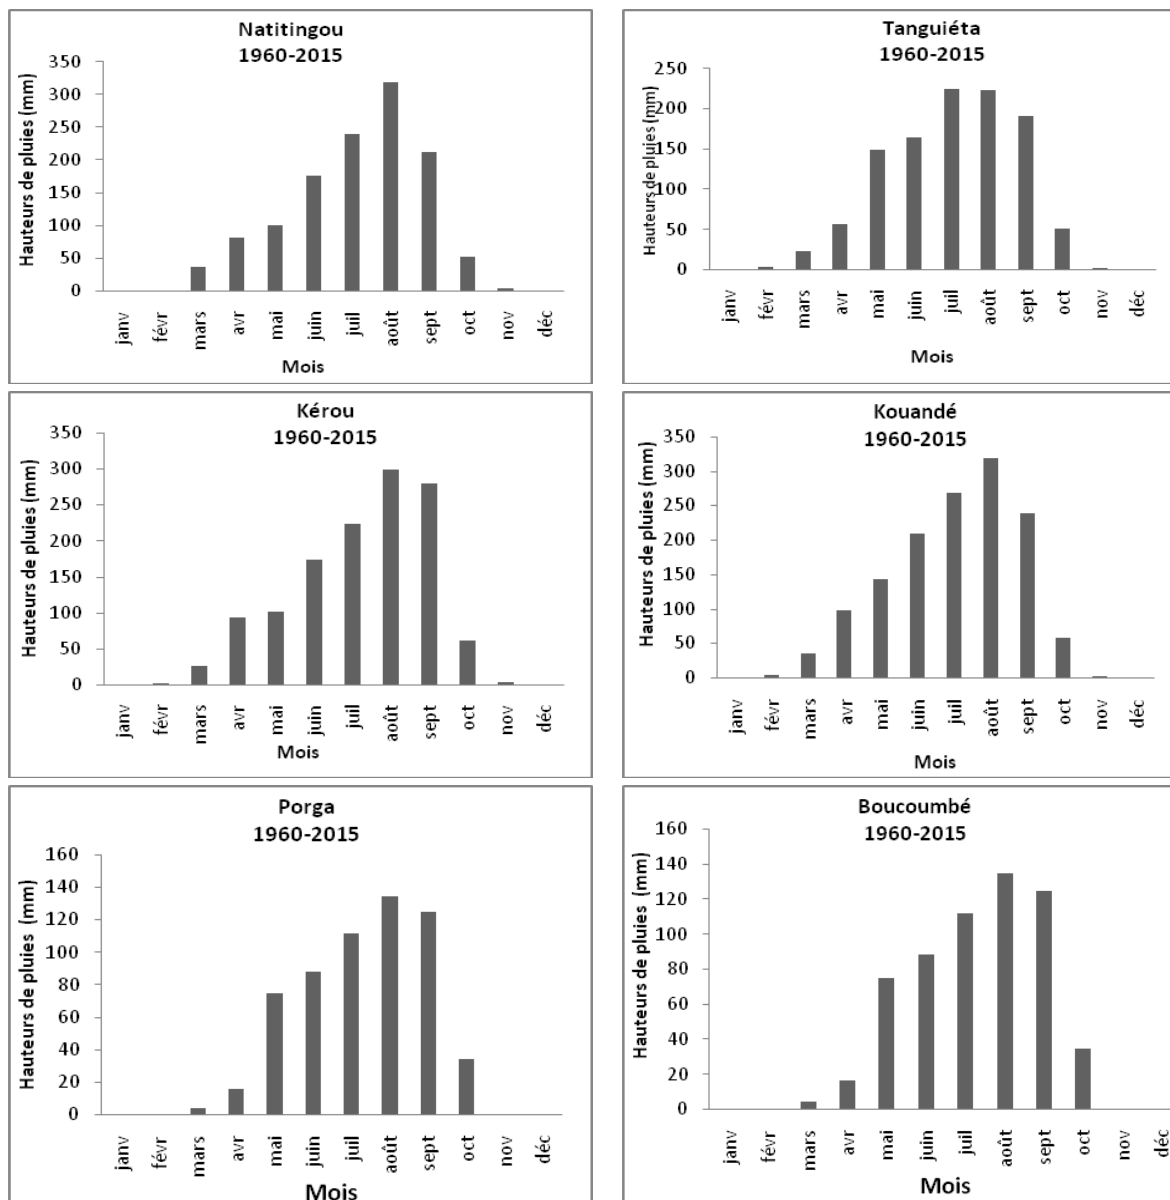 Natitingou
1960-2015
Hauteurs de pluies (mm)
350
300
250
200
150
100
50
0
janv févr mars avr mai juin juil août sept oct nov déc
Mois
Tanguiéta
1960-2015
Hauteurs de pluies (mm)
250
200
150
100
50
0
janv févr mars avr mai juin juil août sept oct nov déc
Mois
Kérou
1960-2015
Hauteurs de pluies (mm)
350
300
250
200
150
100
50
0
janv févr mars avr mai juin juil août sept oct nov déc
Mois
Kouandé
1960-2015
Hauteurs de pluies (mm)
350
300
250
200
150
100
50
0
janv févr mars avr mai juin juil août sept oct nov déc
Mois
Porga
1960-2015
Hauteurs de pluies (mm)
160
140
120
100
80
60
40
20
0
janv févr mars avr mai juin juil août sept oct nov déc
Mois
Boucoumbé
1960-2015
Hauteurs de pluies (mm)
160
140
120
100
80
60
40
20
0
janv févr mars avr mai juin juil août sept oct nov déc
Mois